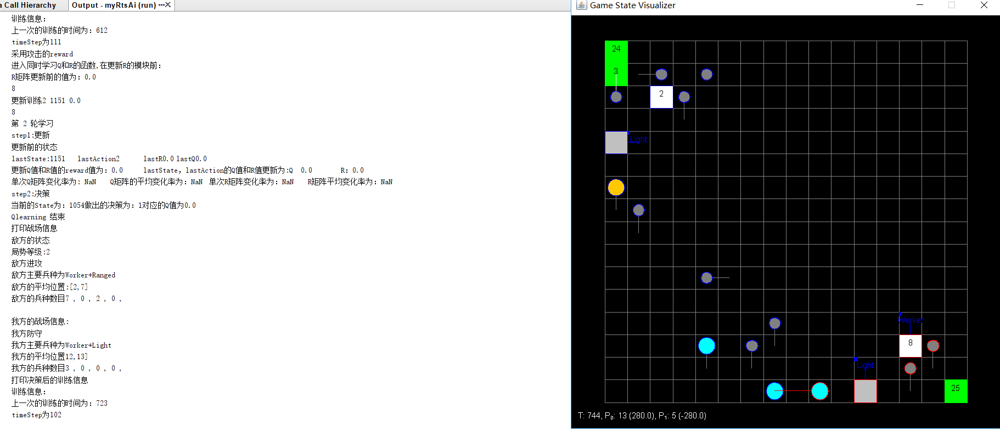 a Call Hierarchy
Output - myRtsAi (run)
训练信息:
上一次的训练的时间为: 612
timeStep为111
采用攻击的reward
进入同时学习Q和R的函数,在更新R的模块前:
R矩阵更新前的值为: 0.0
8
更新训练2 1151 0.0
8
第 2 轮学习
step1:更新
更新前的状态
lastState:1151 lastAction2 lastR0.0 lastQ0.0
更新Q值和R值的reward值为: 0.0 lastState, lastAction的Q值和R值更新为:Q 0.0 R: 0.0
单次Q矩阵变化率为: NaN Q矩阵的平均变化率为: NaN 单次R矩阵变化率为: NaN R矩阵平均变化率为: NaN
step2:决策
当前的State为: 1054做出的决策为: 1对应的Q值为0.0
Qlearning 结束
打印战场信息
敌方的状态
局势等级:2
敌方进攻
敌方主要兵种为Worker+Ranged
敌方的平均位置:[2,7]
敌方的兵种数目7 , 0 , 2 , 0 ,
我方的战场信息:
我方防守
我方主要兵种为Worker+Light
我方的平均位置12,13]
我方的兵种数目3 , 0 , 0 , 0 ,
打印决策后的训练信息
训练信息:
上一次的训练的时间为: 723
timeStep为102
Game State Visualizer
24
3
2
Light
Worker
8
Light
25
T: 744, P₀: 13 (280.0), P₁: 5 (-280.0)